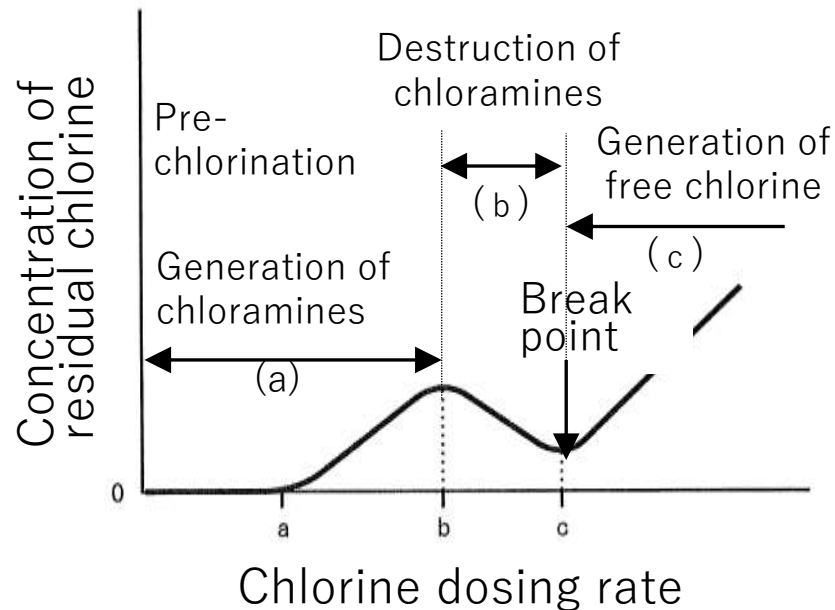 Concentration of
residual chlorine
Pre-
chlorination
Destruction of
chloramines
(b)
Generation of
free chlorine
(c)
Generation of
chloramines
(a)
Break
point
0
a
b
c
Chlorine dosing rate